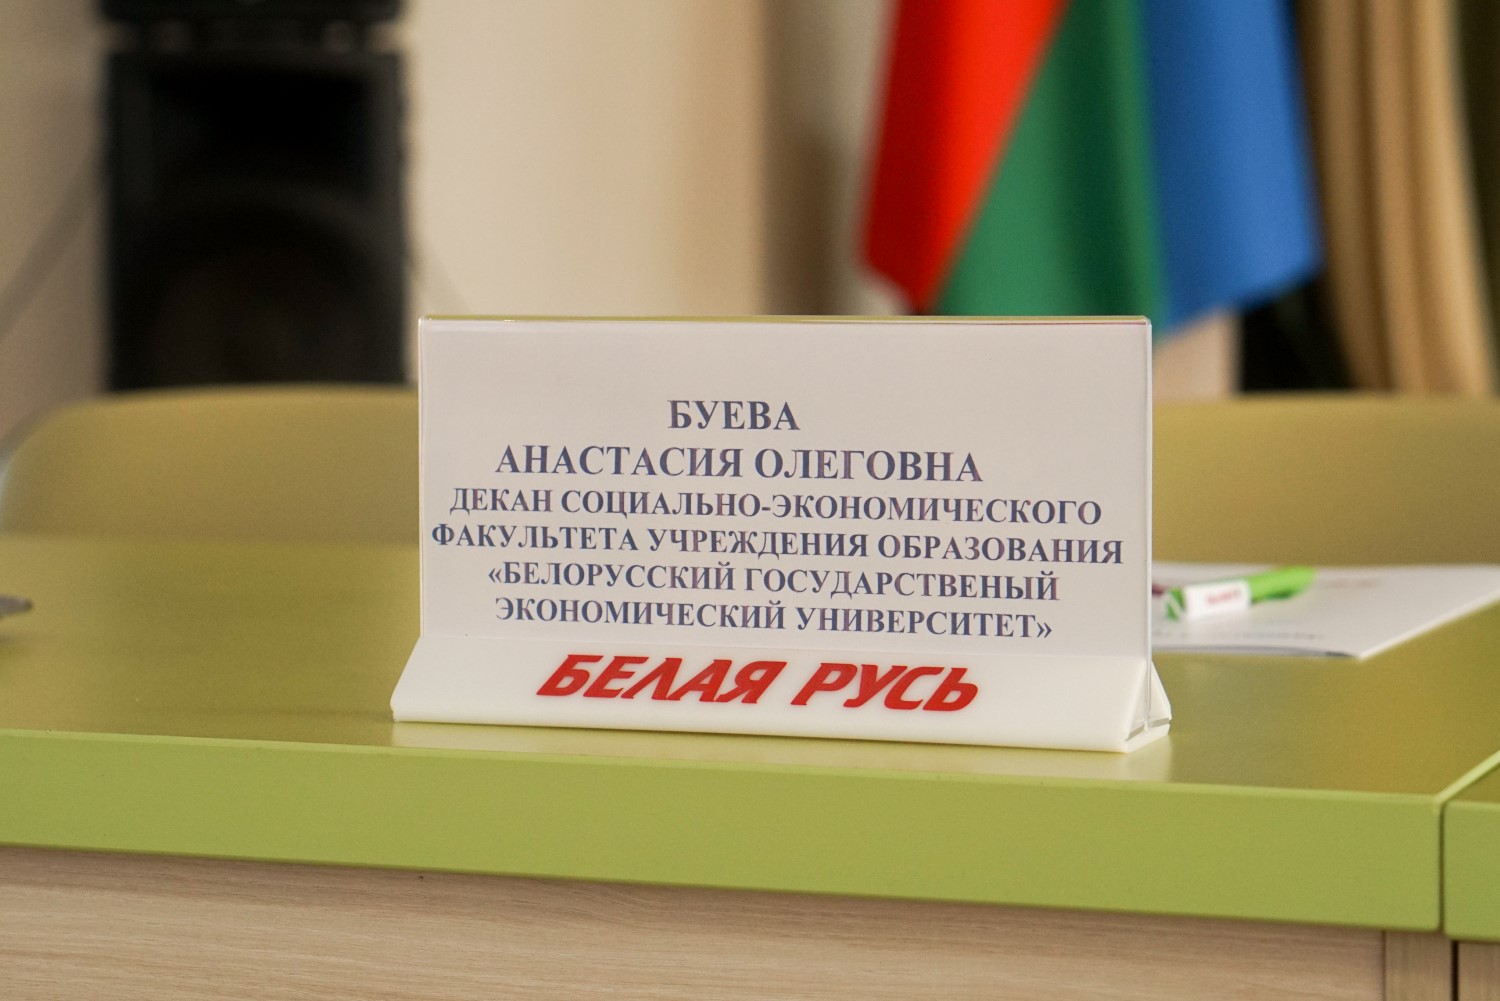 БУЕВА
АНАСТАСИЯ ОЛЕГОВНА
ДЕКАН СОЦИАЛЬНО-ЭКОНОМИЧЕСКОГО
ФАКУЛЬТЕТА УЧРЕЖДЕНИЯ ОБРАЗОВАНИЯ
«БЕЛОРУССКИЙ ГОСУДАРСТВЕНЫЙ
ЭКОНОМИЧЕСКИЙ УНИВЕРСИТЕТ»
БЕЛАЯ РУСЬ